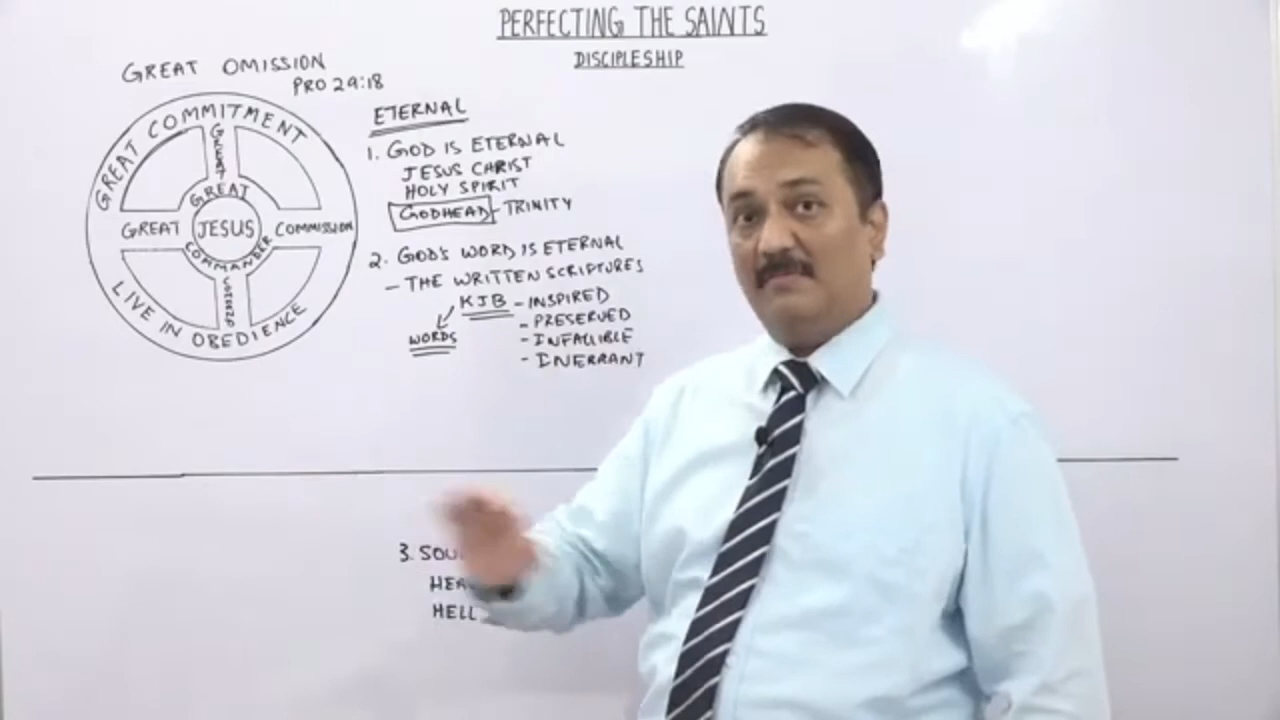 PERFECTING THE SAINTS
DISCIPLESHIP
GREAT OMISSION
PRO 29:18
GREAT COMMITMENT
GREAT
GREAT
GREAT JESUS COMMISSION
COMMANDER
LIVE IN OBEDIENCE
ETERNAL
1. GOD IS ETERNAL
JESUS CHRIST
HOLY SPIRIT
GODHEAD - TRINITY
2. GOD'S WORD IS ETERNAL
- THE WRITTEN SCRIPTURES
KJB - INSPIRED
- PRESERVED
WORDS
- INFALLIBLE
- INERRANT
3.
HELL